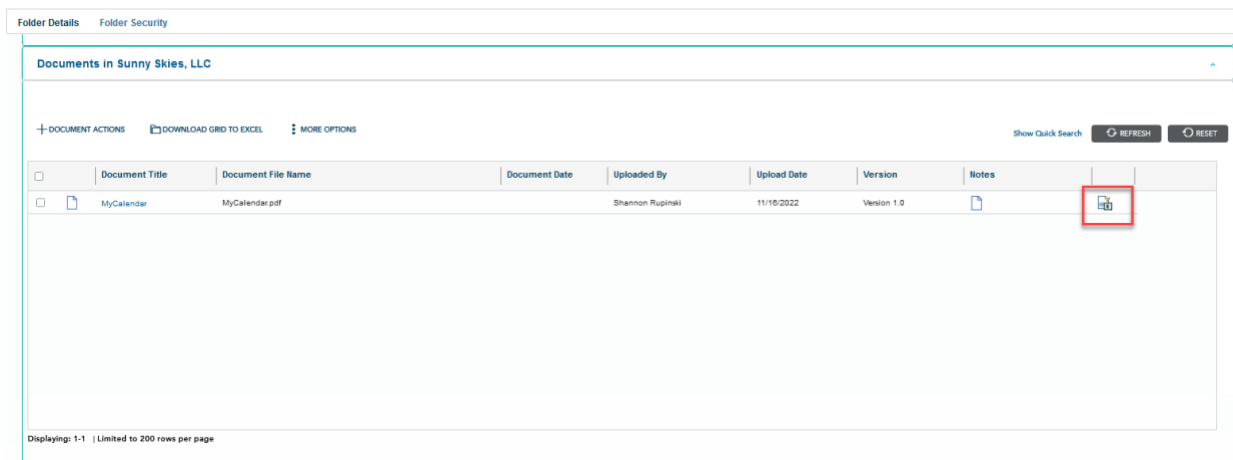 Folder Details Folder Security
Documents in Sunny Skies, LLC
DOCUMENT ACTIONS DOWNLOAD GRID TO EXCEL MORE OPTIONS Show Quick Search REFRESH RESET
Document Title Document File Name Document Date Uploaded By Upload Date Version Notes
MyCalendar MyCalendar.pdf Shannon Rupinski 11/16/2022 Version 1.0
Displaying: 1-1 | Limited to 200 rows per page